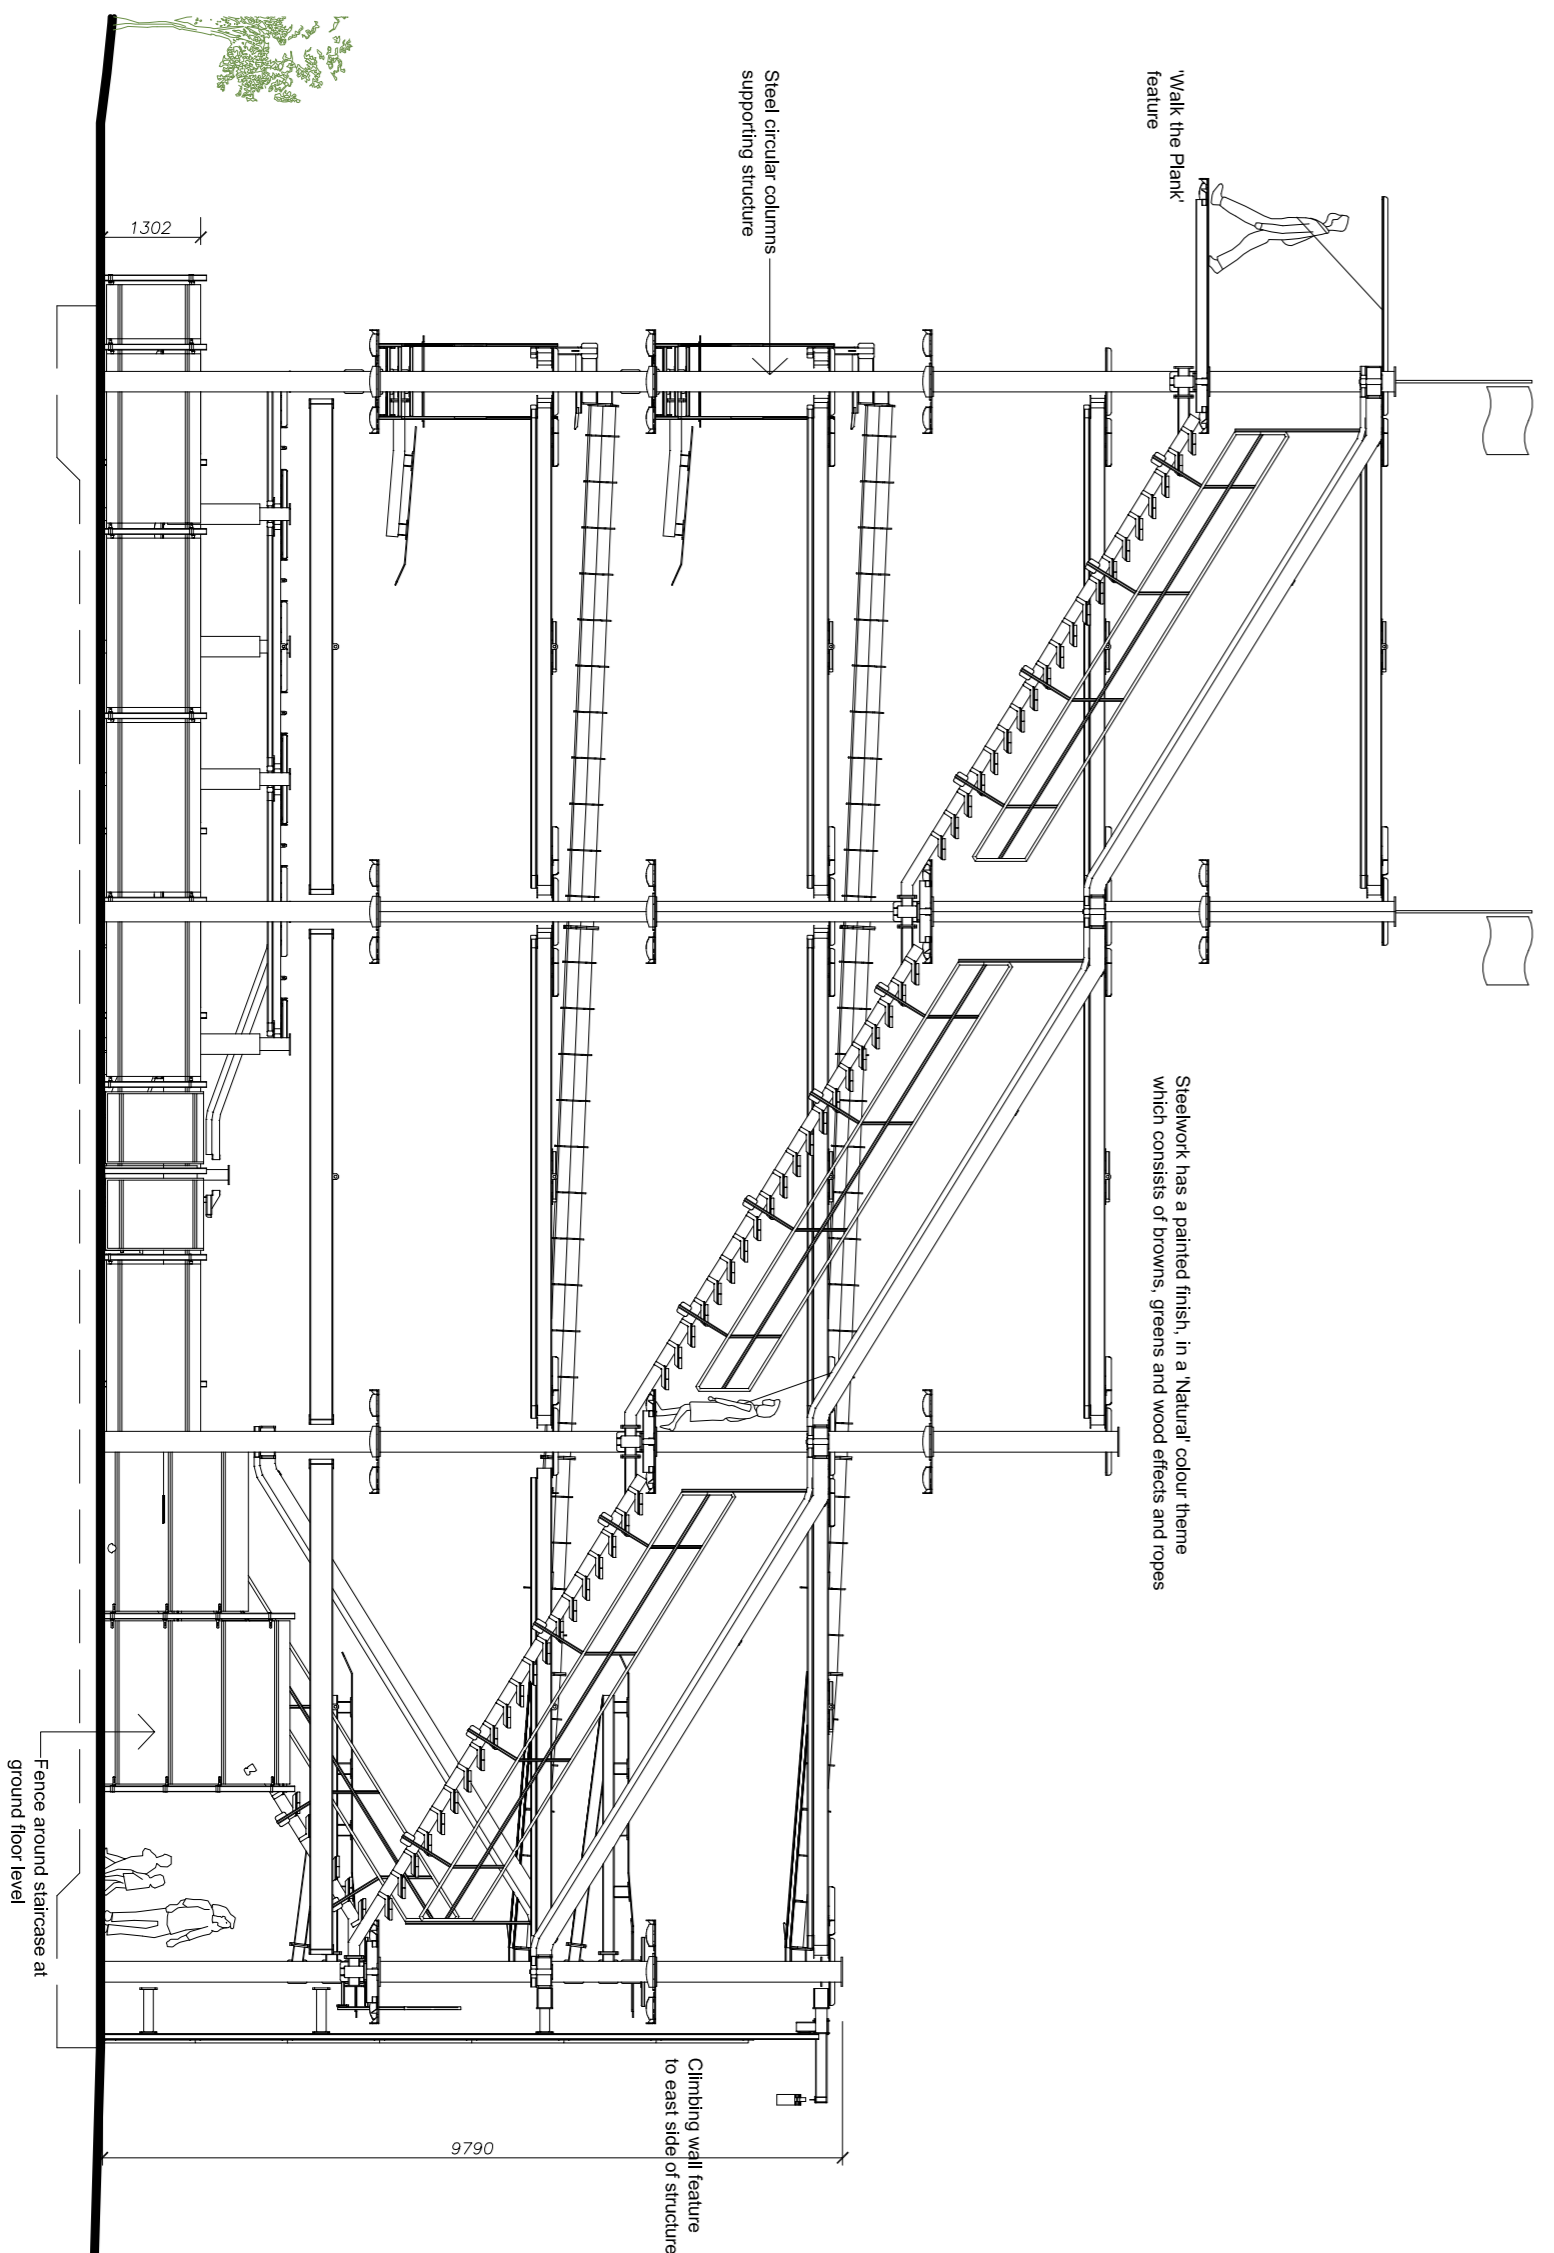 'Walk the Plank'
feature
Steel circular columns
supporting structure
1302
Steelwork has a painted finish, in a 'Natural' colour theme
which consists of browns, greens and wood effects and ropes
Fence around staircase at
ground floor level
Climbing wall feature
to east side of structure
9790